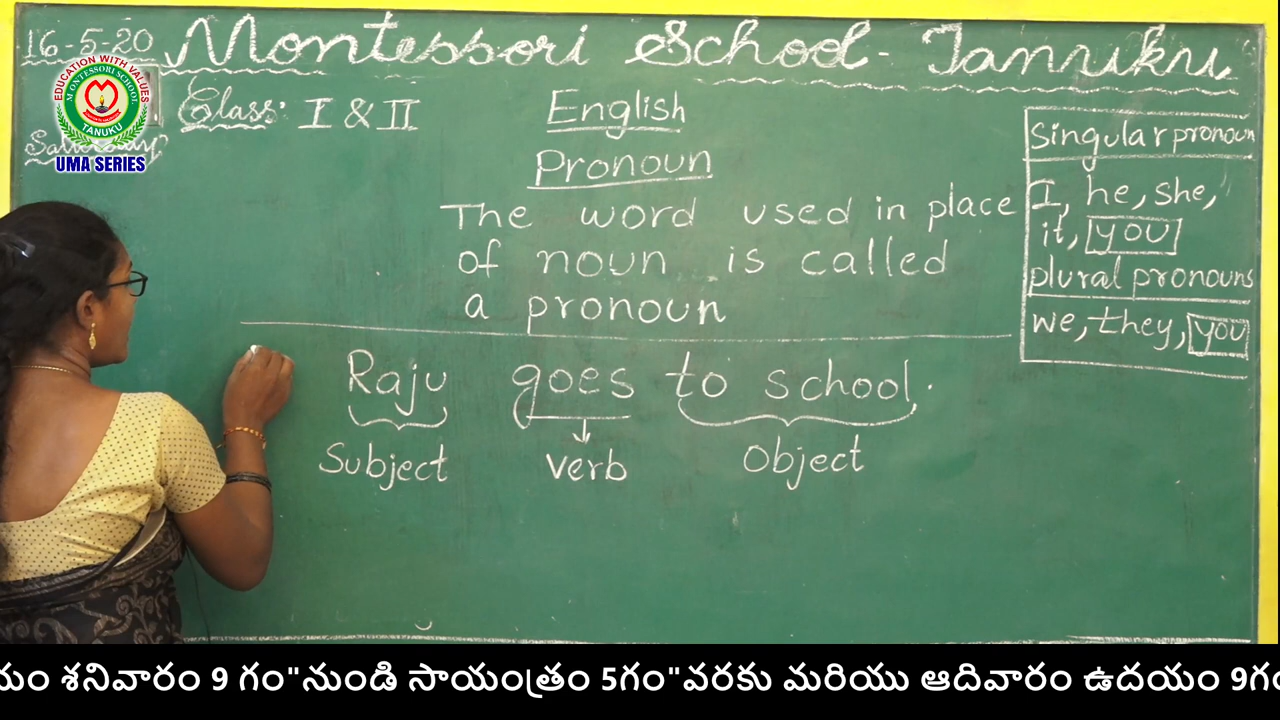 16-5-20 Montessori School - Tanuku
EDUCATION WITH VALUES
MONTESSORI SCHOOL
TANUKU
UMA SERIES
Saturday
Class: I & II
English
Pronoun
The word used in place
of noun is called
a pronoun
Singular pronoun
I, he, she,
it, you
plural pronouns
we, they, you
Raju goes to school.
Subject verb Object
శనివారం 9 గం"నుండి సాయంత్రం 5గం"వరకు మరియు ఆదివారం ఉదయం 9గం